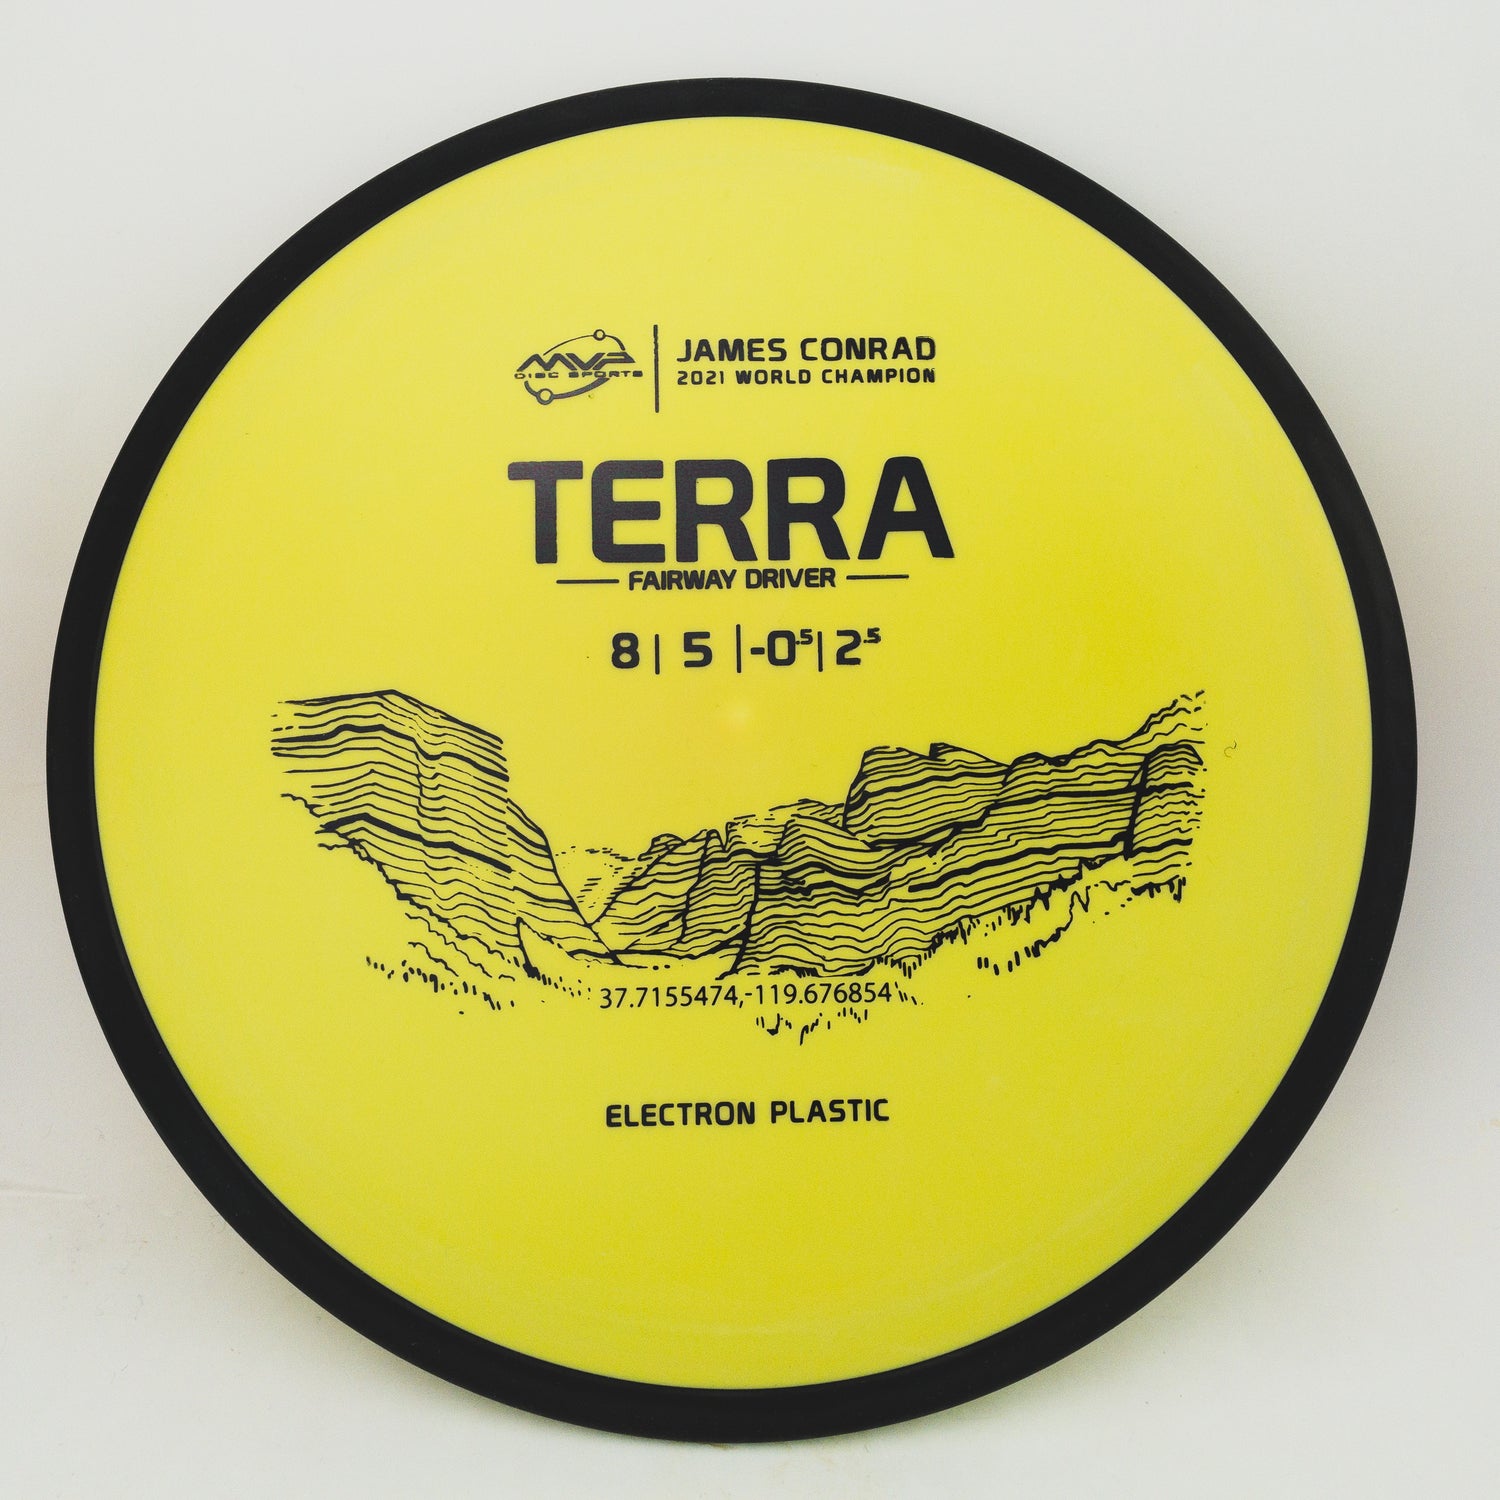 MVP
DISC SPORTS
JAMES CONRAD
2021 WORLD CHAMPION
TERRA
FAIRWAY DRIVER
8 | 5 | -0.5 | 2.5
37.7155474,-119.676854
ELECTRON PLASTIC